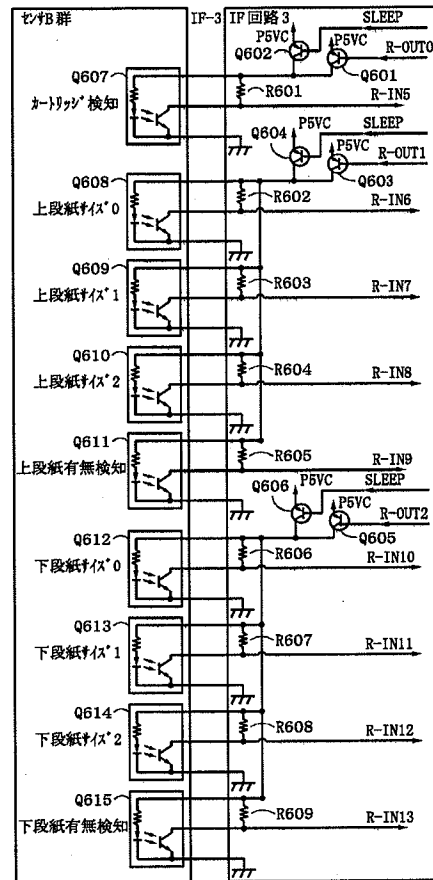 センサB 群
IF-3
IF 回路 3
P5VC
SLEEP
Q602
P5VC
R-OUT0
Q601
Q607
カートリッジ検知
R601
R-IN5
P5VC
SLEEP
Q604
P5VC
R-OUT1
Q603
Q608
上段紙サイズ0
R602
R-IN6
Q609
上段紙サイズ1
R603
R-IN7
Q610
上段紙サイズ2
R604
R-IN8
Q611
上段紙有無検知
R605
R-IN9
P5VC
SLEEP
Q606
P5VC
R-OUT2
Q605
Q612
下段紙サイズ0
R606
R-IN10
Q613
下段紙サイズ1
R607
R-IN11
Q614
下段紙サイズ2
R608
R-IN12
Q615
下段紙有無検知
R609
R-IN13